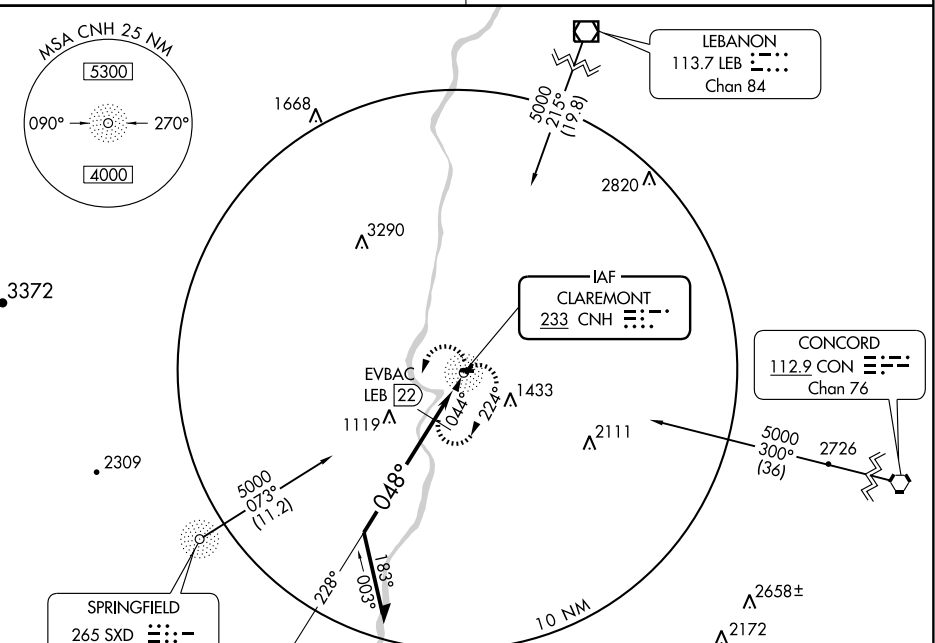 MSA CNH 25 NM
5300
090°
270°
4000
LEBANON
113.7 LEB
Chan 84
5000
215°
(19.8)
1668
2820
3290
3372
IAF
CLAREMONT
233 CNH
CONCORD
112.9 CON
Chan 76
EVBAC
LEB 22
044°
224°
1433
1119
2111
5000
300°
(36)
2726
2309
5000
073°
(11.2)
048°
183°
003°
228°
10 NM
2658±
2172
SPRINGFIELD
265 SXD